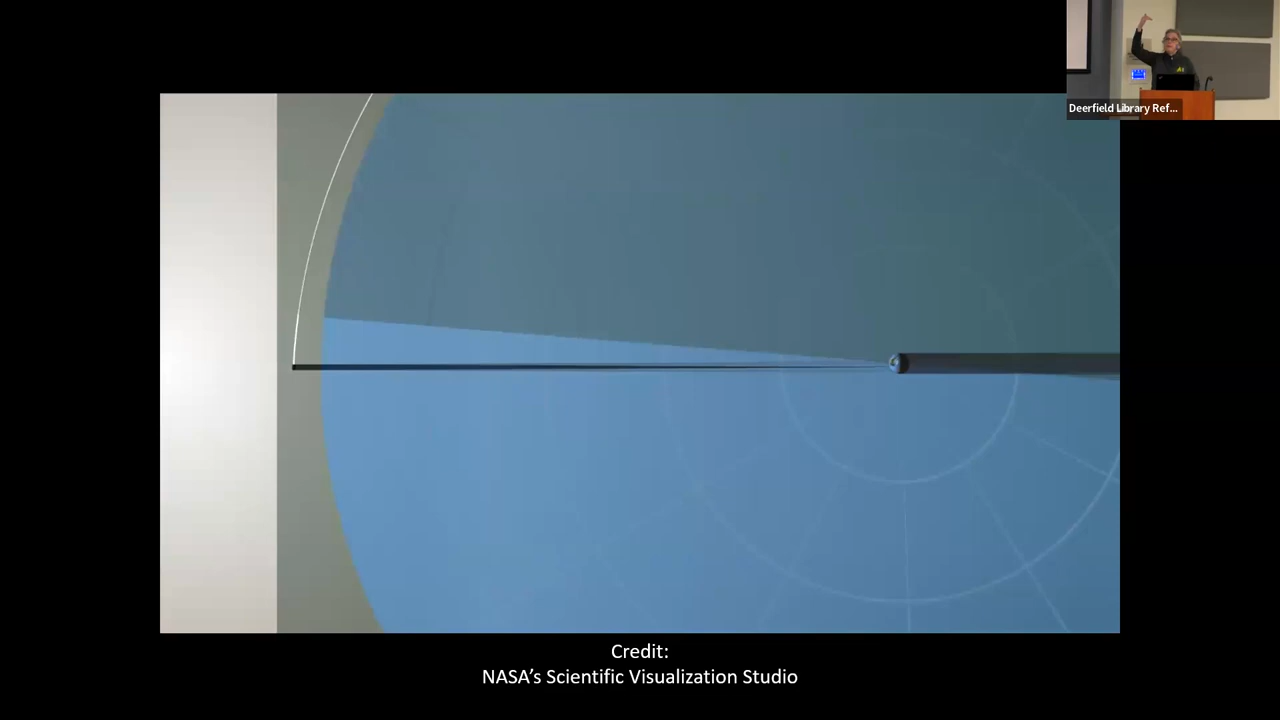 Deerfield Library Ref...
Credit:
NASA's Scientific Visualization Studio